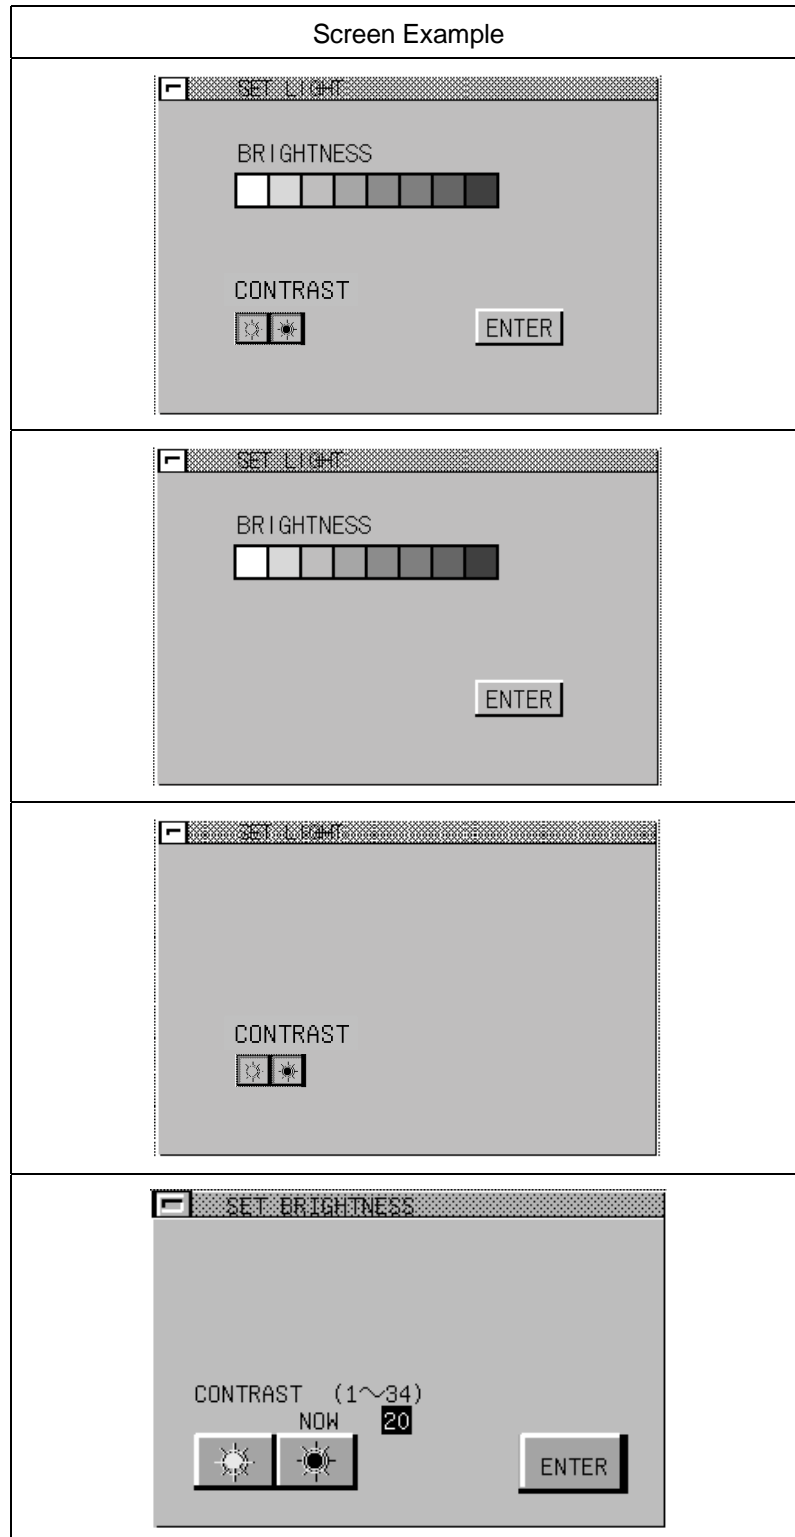 Screen Example
SET LIGHT
BRIGHTNESS
CONTRAST
ENTER
SET LIGHT
BRIGHTNESS
ENTER
SET LIGHT
CONTRAST
SET BRIGHTNESS
CONTRAST (1～34)
NOW 20
ENTER